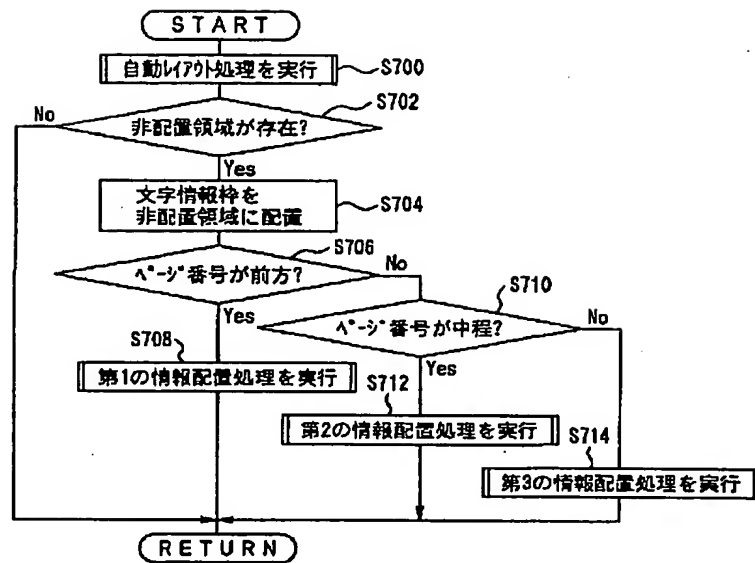 START
自動レイアウト処理を実行
S700
S702
No
非配置領域が存在?
Yes
文字情報枠を
非配置領域に配置
S704
S706
ページ番号が前方?
No
S710
Yes
ページ番号が中程?
No
S708
Yes
第1の情報配置処理を実行
S712
第2の情報配置処理を実行
S714
第3の情報配置処理を実行
RETURN